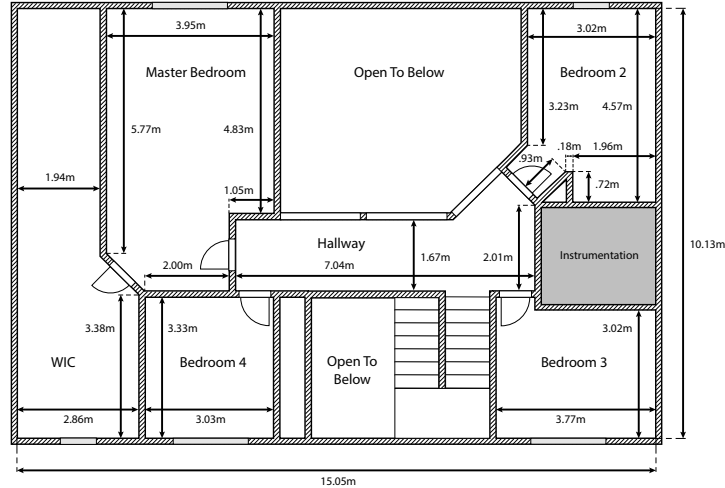 3.95m
3.02m
Master Bedroom
Open To Below
Bedroom 2
3.23m
4.57m
5.77m
4.83m
.18m
1.96m
.93m
1.94m
1.05m
.72m
Hallway
10.13m
2.00m
7.04m
1.67m
2.01m
Instrumentation
3.38m
3.33m
3.02m
WIC
Bedroom 4
Open To
Below
Bedroom 3
2.86m
3.03m
3.77m
15.05m